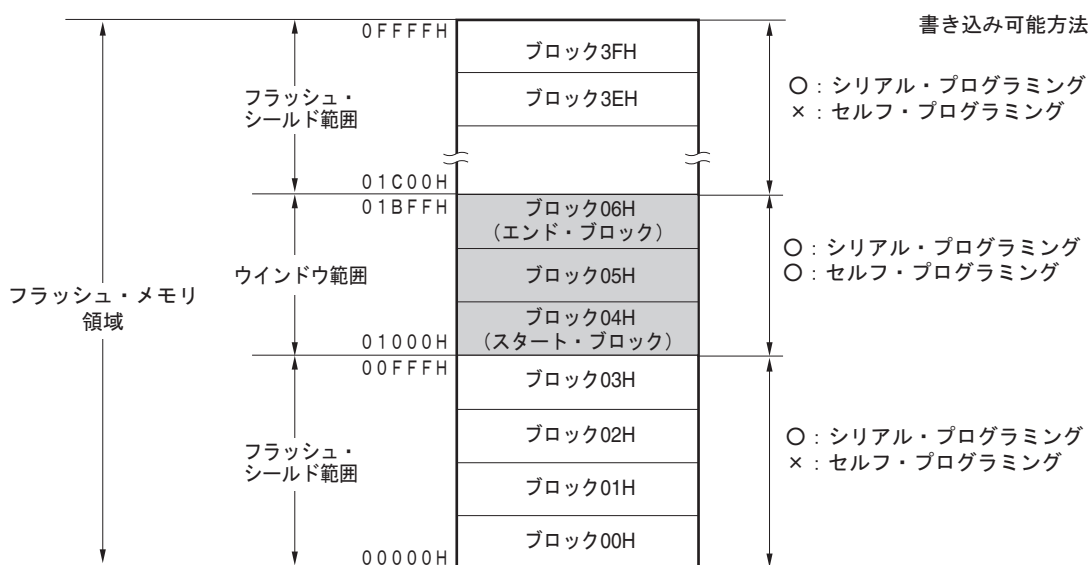 書き込み可能方法
0FFFFH
ブロック3FH
フラッシュ・
シールド範囲
ブロック3EH
○:シリアル・プログラミング
×:セルフ・プログラミング
01C00H
01BFFH
ブロック06H
(エンド・ブロック)
ウインドウ範囲
ブロック05H
○:シリアル・プログラミング
○:セルフ・プログラミング
フラッシュ・メモリ
領域
ブロック04H
(スタート・ブロック)
01000H
00FFFH
ブロック03H
フラッシュ・
シールド範囲
ブロック02H
○:シリアル・プログラミング
×:セルフ・プログラミング
ブロック01H
ブロック00H
00000H